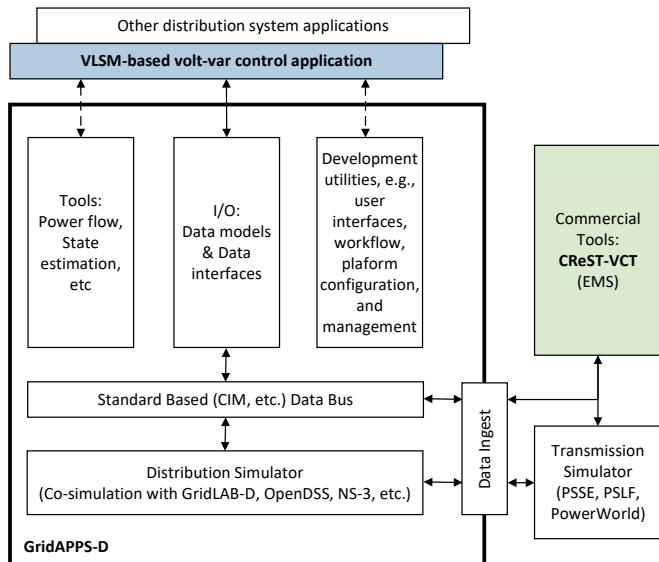 Other distribution system applications
VLSM-based volt-var control application
Tools:
Power flow,
State
estimation,
etc
I/O:
Data models
& Data
interfaces
Development
utilities, e.g.,
user
interfaces,
workflow,
plaform
configuration,
and
management
Commercial
Tools:
CReST-VCT
(EMS)
Standard Based (CIM, etc.) Data Bus
Data Ingest
Distribution Simulator
(Co-simulation with GridLAB-D, OpenDSS, NS-3, etc.)
Transmission
Simulator
(PSSE, PSLF,
PowerWorld)
GridAPPS-D